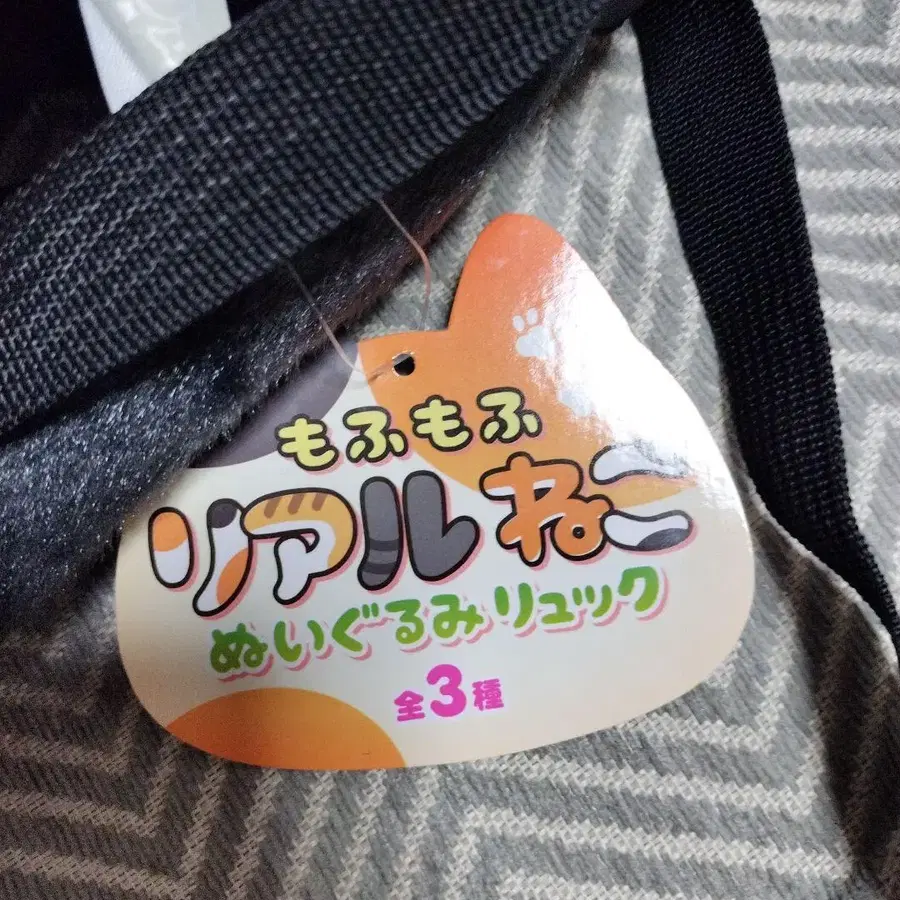 もふもふ
リアルねこ
ぬいぐるみリュック
全3種